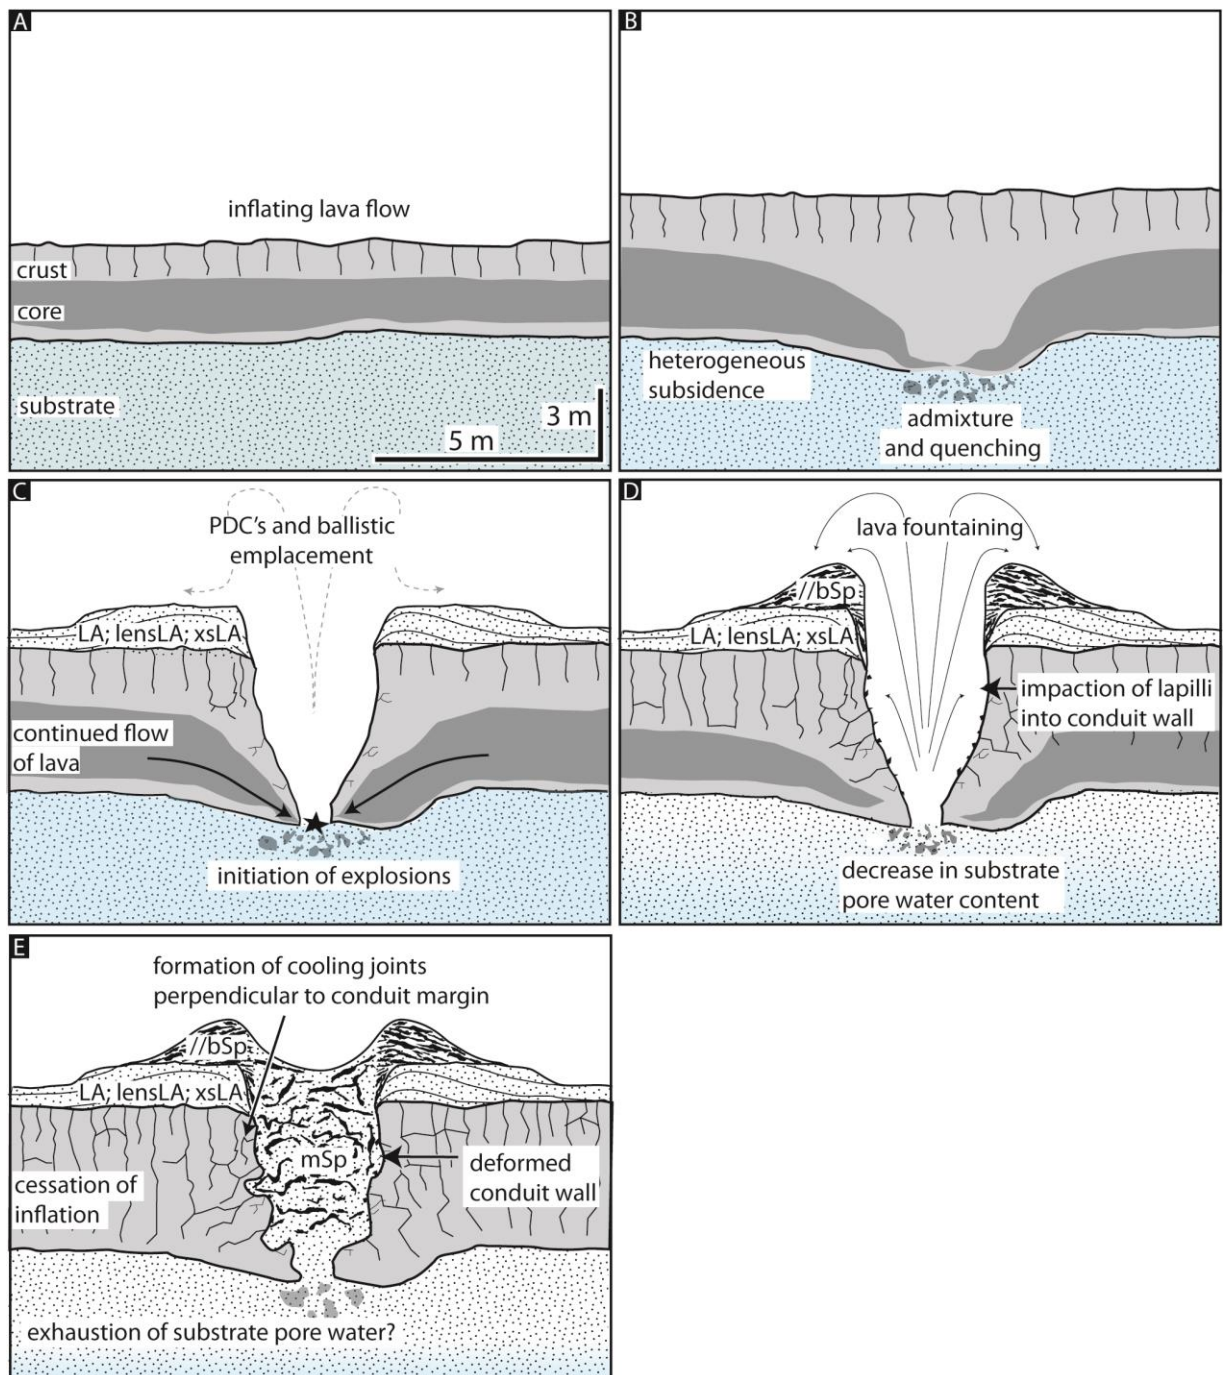 A
inflating lava flow
crust
core
substrate
3 m
5 m
B
heterogeneous
subsidence
admixture
and quenching
C
PDC's and ballistic
emplacement
LA; lensLA; xsLA
continued flow
of lava
initiation of explosions
D
lava fountaining
//bSp
LA; lensLA; xsLA
impaction of lapilli
into conduit wall
decrease in substrate
pore water content
E
formation of cooling joints
perpendicular to conduit margin
//bSp
LA; lensLA; xsLA
mSp
deformed
conduit wall
cessation of
inflation
exhaustion of substrate pore water?